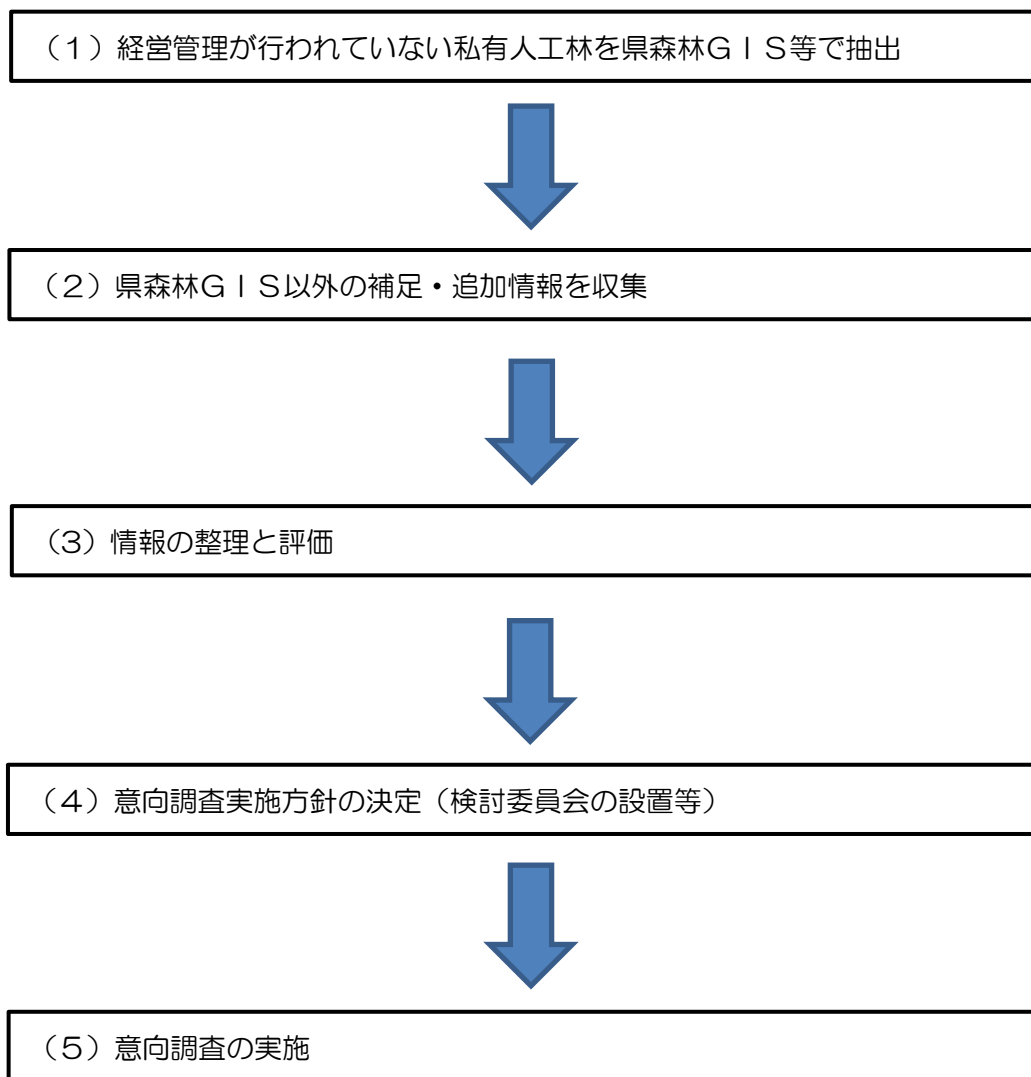 （１）経営管理が行われていない私有人工林を県森林ＧＩＳ等で抽出
（２）県森林ＧＩＳ以外の補足・追加情報を収集
（３）情報の整理と評価
（４）意向調査実施方針の決定（検討委員会の設置等）
（５）意向調査の実施